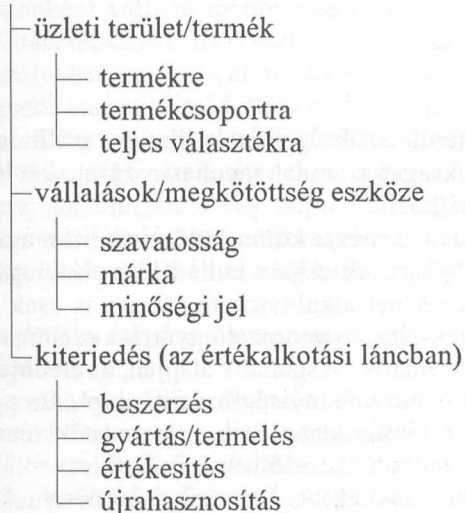 üzleti terület/termék
termékre
termékcsoportra
teljes választékra
vállalások/megkötöttség eszköze
szavatosság
márka
minőségi jel
kiterjedés (az értékalkotási láncban)
beszerzés
gyártás/termelés
értékesítés
újrahasznosítás